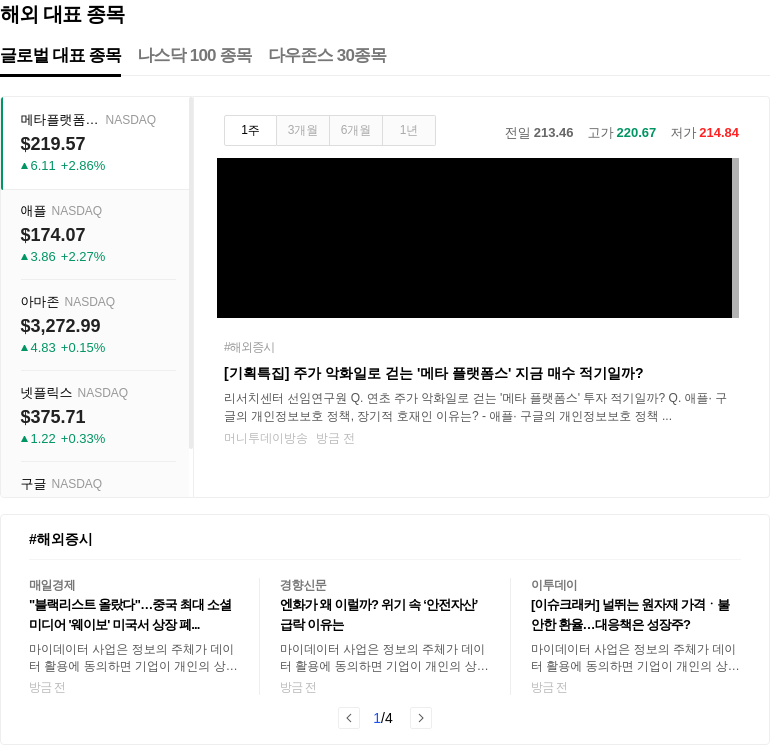 해외 대표 종목
글로벌 대표 종목 나스닥 100 종목 다우존스 30종목
메타플랫폼… NASDAQ
$219.57
▲6.11 +2.86%
애플 NASDAQ
$174.07
▲3.86 +2.27%
아마존 NASDAQ
$3,272.99
▲4.83 +0.15%
넷플릭스 NASDAQ
$375.71
▲1.22 +0.33%
구글 NASDAQ
1주 3개월 6개월 1년
전일 213.46 고가 220.67 저가 214.84
#해외증시
[기획특집] 주가 악화일로 걷는 '메타 플랫폼스' 지금 매수 적기일까?
리서치센터 선임연구원 Q. 연초 주가 악화일로 걷는 '메타 플랫폼스' 투자 적기일까? Q. 애플· 구
글의 개인정보보호 정책, 장기적 호재인 이유는? - 애플· 구글의 개인정보보호 정책 ...
머니투데이방송 방금 전
#해외증시
매일경제
"블랙리스트 올랐다"…중국 최대 소셜
미디어 '웨이보' 미국서 상장 폐...
마이데이터 사업은 정보의 주체가 데이
터 활용에 동의하면 기업이 개인의 상…
방금 전
경향신문
엔화가 왜 이럴까? 위기 속 ‘안전자산’
급락 이유는
마이데이터 사업은 정보의 주체가 데이
터 활용에 동의하면 기업이 개인의 상…
방금 전
이투데이
[이슈크래커] 널뛰는 원자재 가격ㆍ불
안한 환율…대응책은 성장주?
마이데이터 사업은 정보의 주체가 데이
터 활용에 동의하면 기업이 개인의 상…
방금 전
1/4